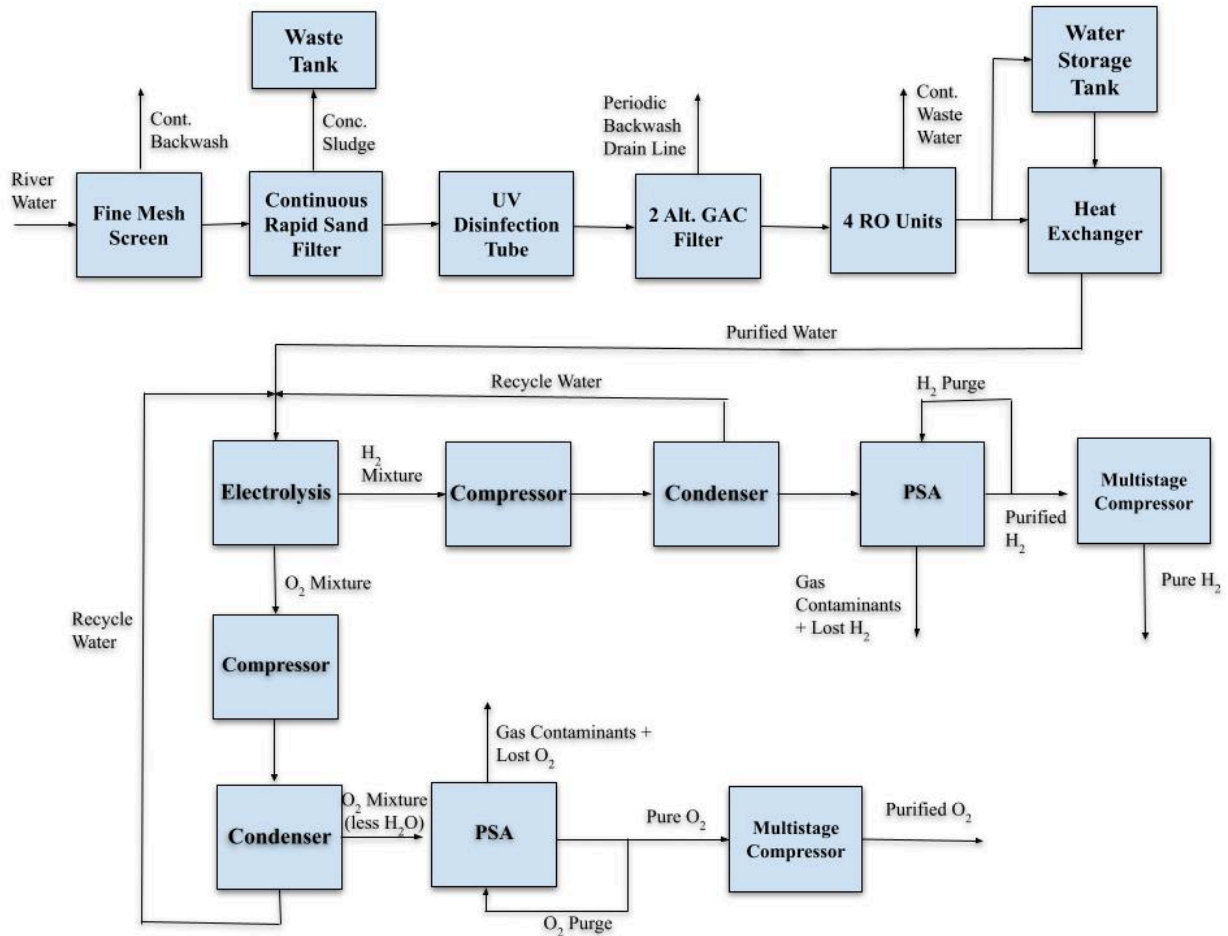 Waste
Tank
Water
Storage
Tank
Cont.
Backwash
Conc.
Sludge
Periodic
Backwash
Drain Line
Cont.
Waste
Water
River
Water
Fine Mesh
Screen
Continuous
Rapid Sand
Filter
UV
Disinfection
Tube
2 Alt. GAC
Filter
4 RO Units
Heat
Exchanger
Purified Water
Recycle Water
H2 Purge
Electrolysis
H2
Mixture
Compressor
Condenser
PSA
Purified
H2
Multistage
Compressor
O2 Mixture
Gas
Contaminants
+ Lost H2
Pure H2
Recycle
Water
Compressor
Gas Contaminants +
Lost O2
Condenser
O2 Mixture
(less H2O)
PSA
Pure O2
Multistage
Compressor
Purified O2
O2 Purge